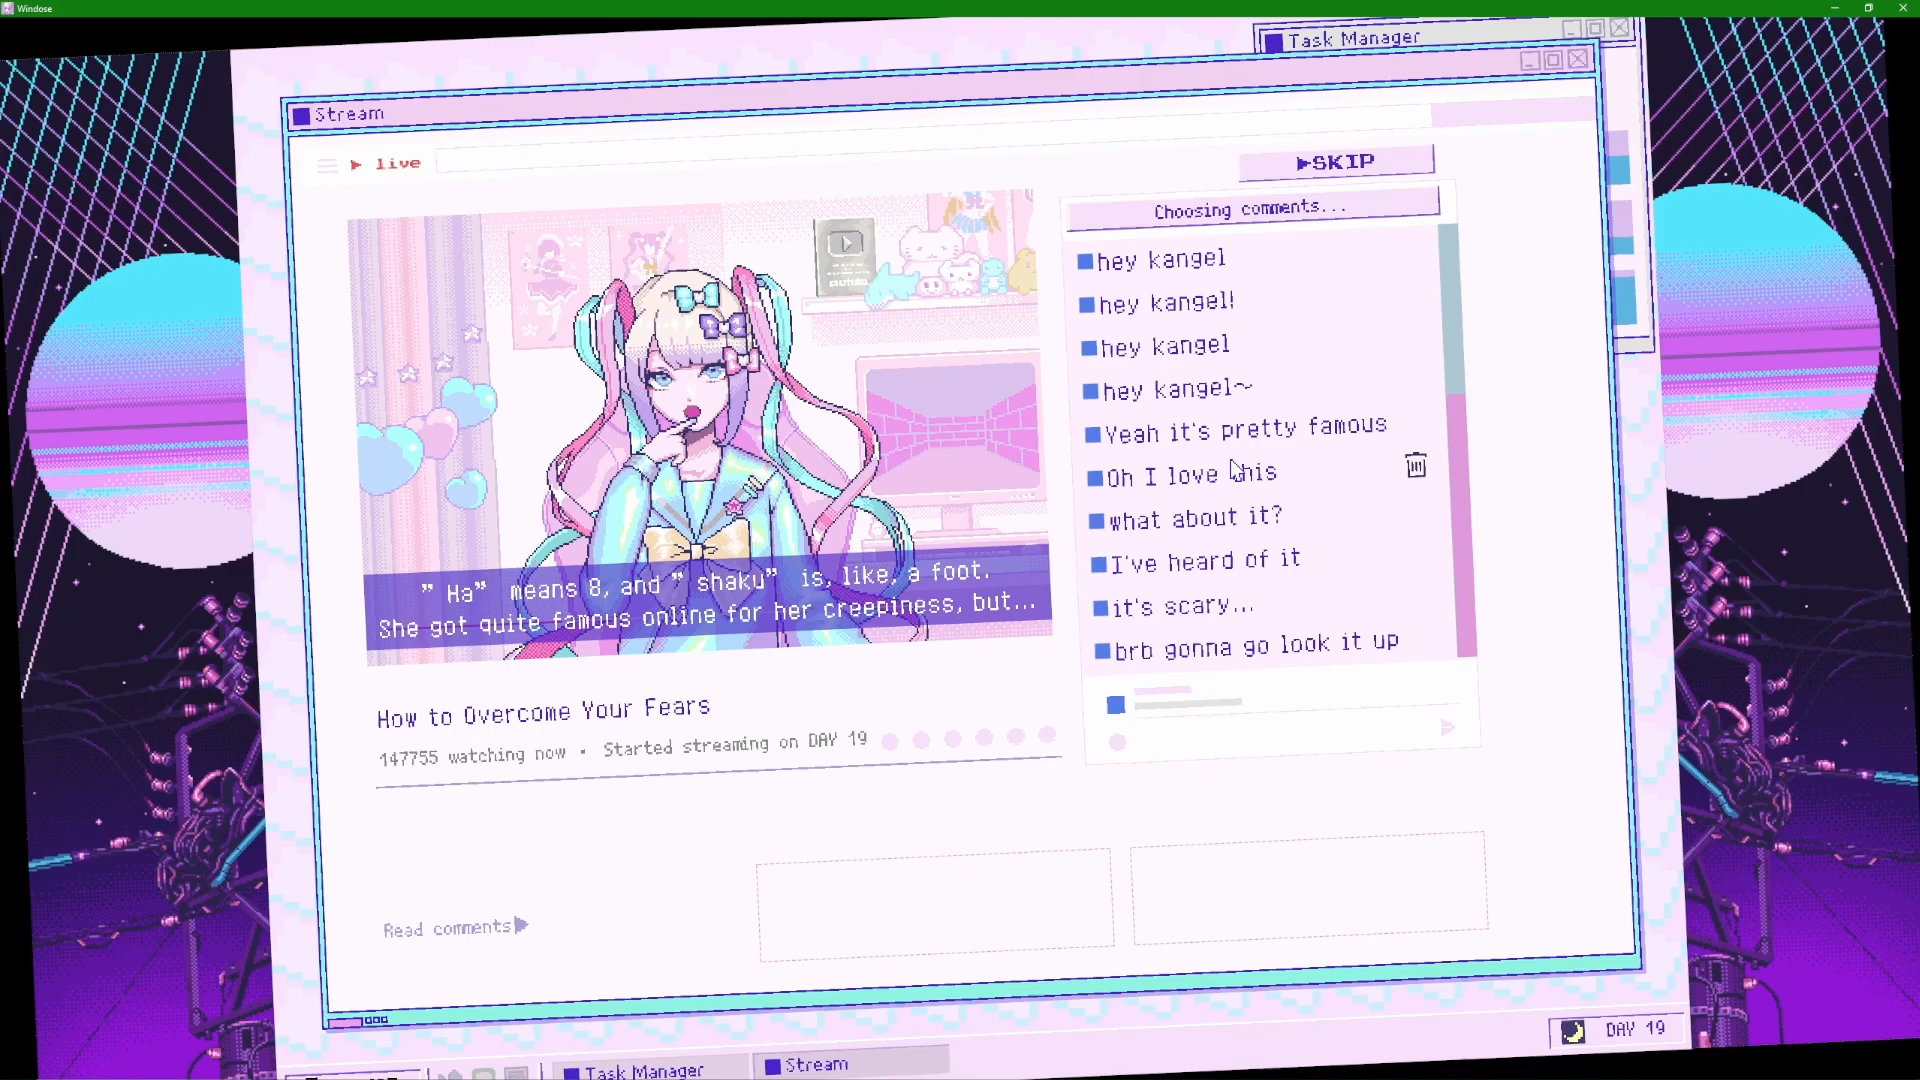 Windose
Task Manager
Stream
live
▶SKIP
Choosing comments...
hey kangel
hey kangel!
hey kangel
hey kangel~
Yeah it's pretty famous
Oh I love this
what about it?
I've heard of it
it's scary...
brb gonna go look it up
" Ha" means 8, and " shaku" is, like, a foot.
She got quite famous online for her creepiness, but...
How to Overcome Your Fears
147755 watching now • Started streaming on DAY 19
Read comments▶
DAY 19
Task Manager
Stream